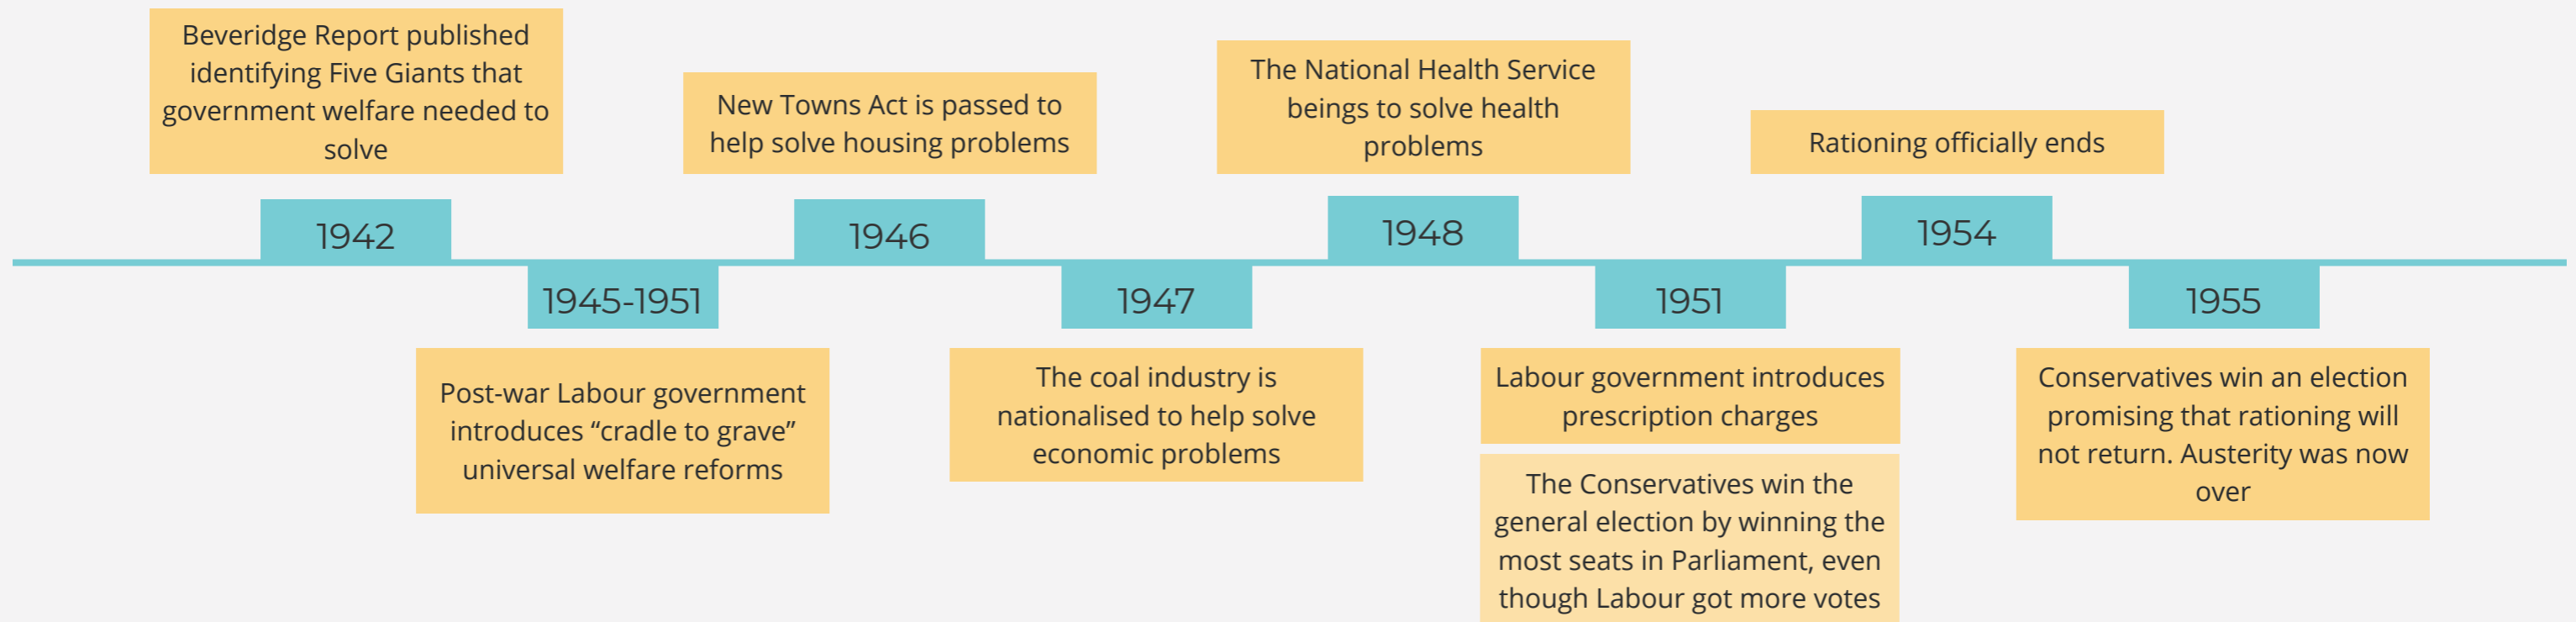 1942
Beveridge Report published
identifying Five Giants that
government welfare needed to
solve
1945-1951
Post-war Labour government
introduces “cradle to grave”
universal welfare reforms
1946
New Towns Act is passed to
help solve housing problems
1947
The coal industry is
nationalised to help solve
economic problems
1948
The National Health Service
beings to solve health
problems
1951
Labour government introduces
prescription charges
The Conservatives win the
general election by winning the
most seats in Parliament, even
though Labour got more votes
1954
Rationing officially ends
1955
Conservatives win an election
promising that rationing will
not return. Austerity was now
over